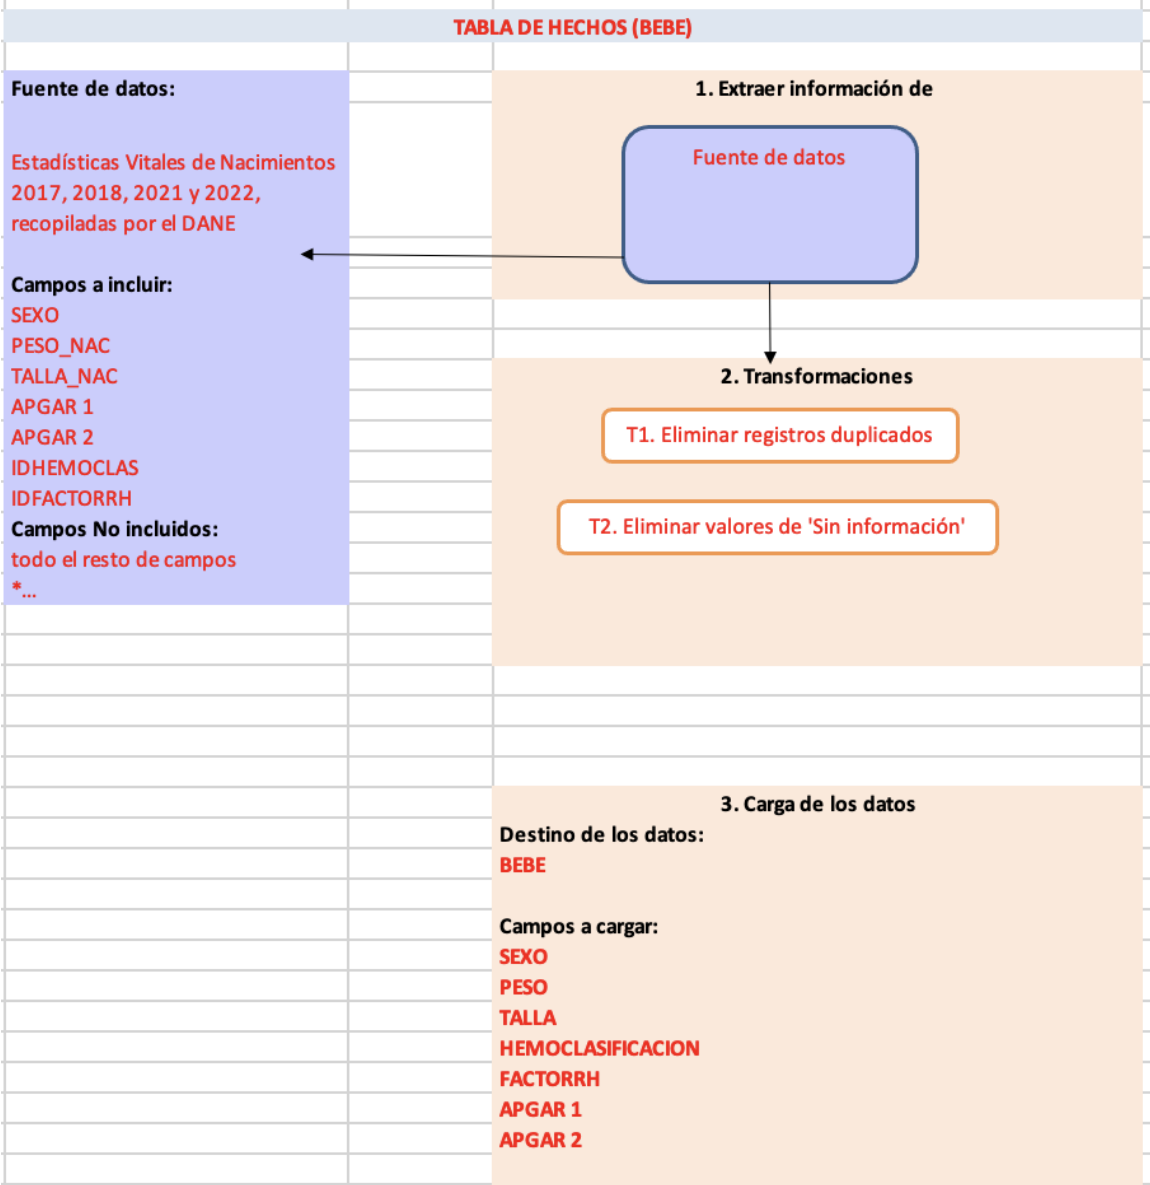 TABLA DE HECHOS (BEBE)
Fuente de datos:
Estadísticas Vitales de Nacimientos
2017, 2018, 2021 y 2022,
recopiladas por el DANE
Campos a incluir:
SEXO
PESO_NAC
TALLA_NAC
APGAR 1
APGAR 2
IDHEMOCLAS
IDFACTORRH
Campos No incluidos:
todo el resto de campos
*...
1. Extraer información de
Fuente de datos
2. Transformaciones
T1. Eliminar registros duplicados
T2. Eliminar valores de 'Sin información'
3. Carga de los datos
Destino de los datos:
BEBE
Campos a cargar:
SEXO
PESO
TALLA
HEMOCLASIFICACION
FACTORRH
APGAR 1
APGAR 2